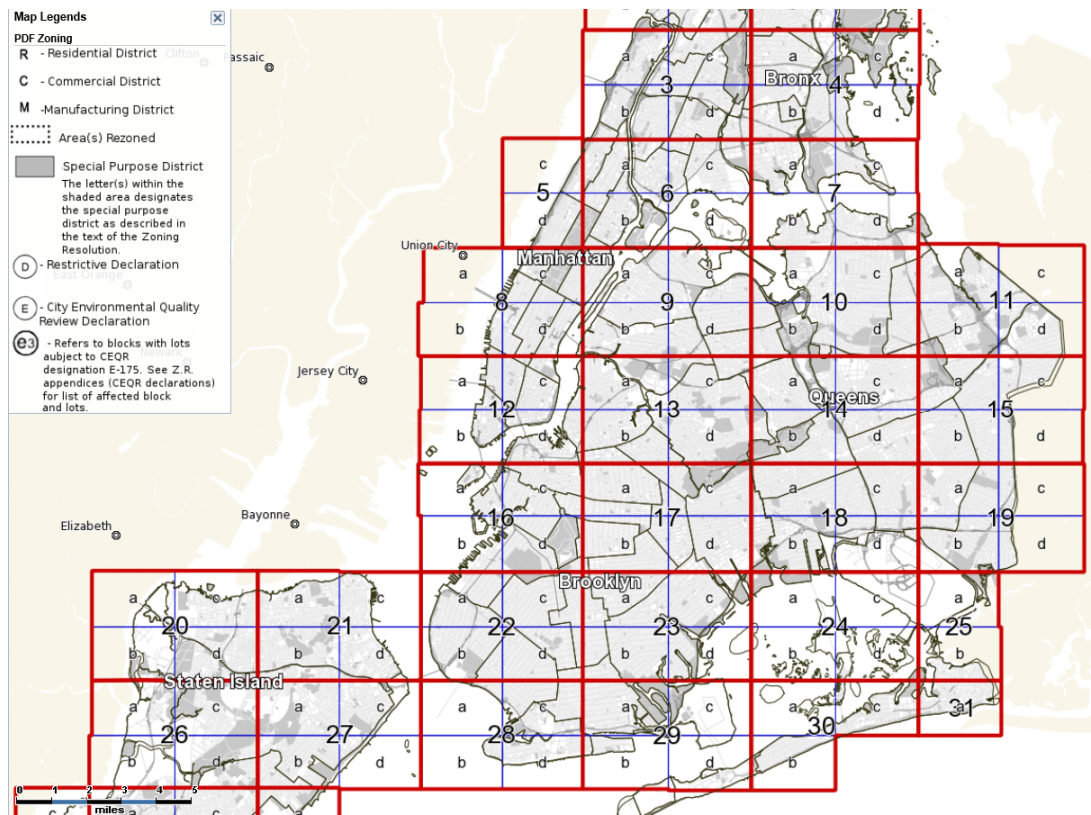 Map Legends
PDF Zoning
R - Residential District
C - Commercial District
M -Manufacturing District
Area(s) Rezoned
Special Purpose District
The letter(s) within the
shaded area designates
the special purpose
district as described in
the text of the Zoning
Resolution.
D - Restrictive Declaration
E - City Environmental Quality
Review Declaration
e3 - Refers to blocks with lots
aubject to CEQR
designation E-175. See Z.R.
appendices (CEQR declarations)
for list of affected block
and lots.
Clifton
assaic
East Orange
Newark
Union City
Jersey City
Elizabeth
Bayonne
a c Bronx a c
3 4
b d b d
c a c a c
5 6 7
d b d b d
Manhattan
a c a c a c a c
8 9 10 11
b d b d b d b d
a c a c a c a c
Queens
12 13 14 15
b d b d b d b d
a c a c a c a c
16 17 18 19
b d b d b d b d
Brooklyn
a c a c a c a c a c a
20 21 22 23 24 25
b d b d b d b d b d b
Staten Island
a c a c a c a c a c a
26 27 28 29 30 31
b d b d b d b d b
0 1 2 3 4 5
miles
c a